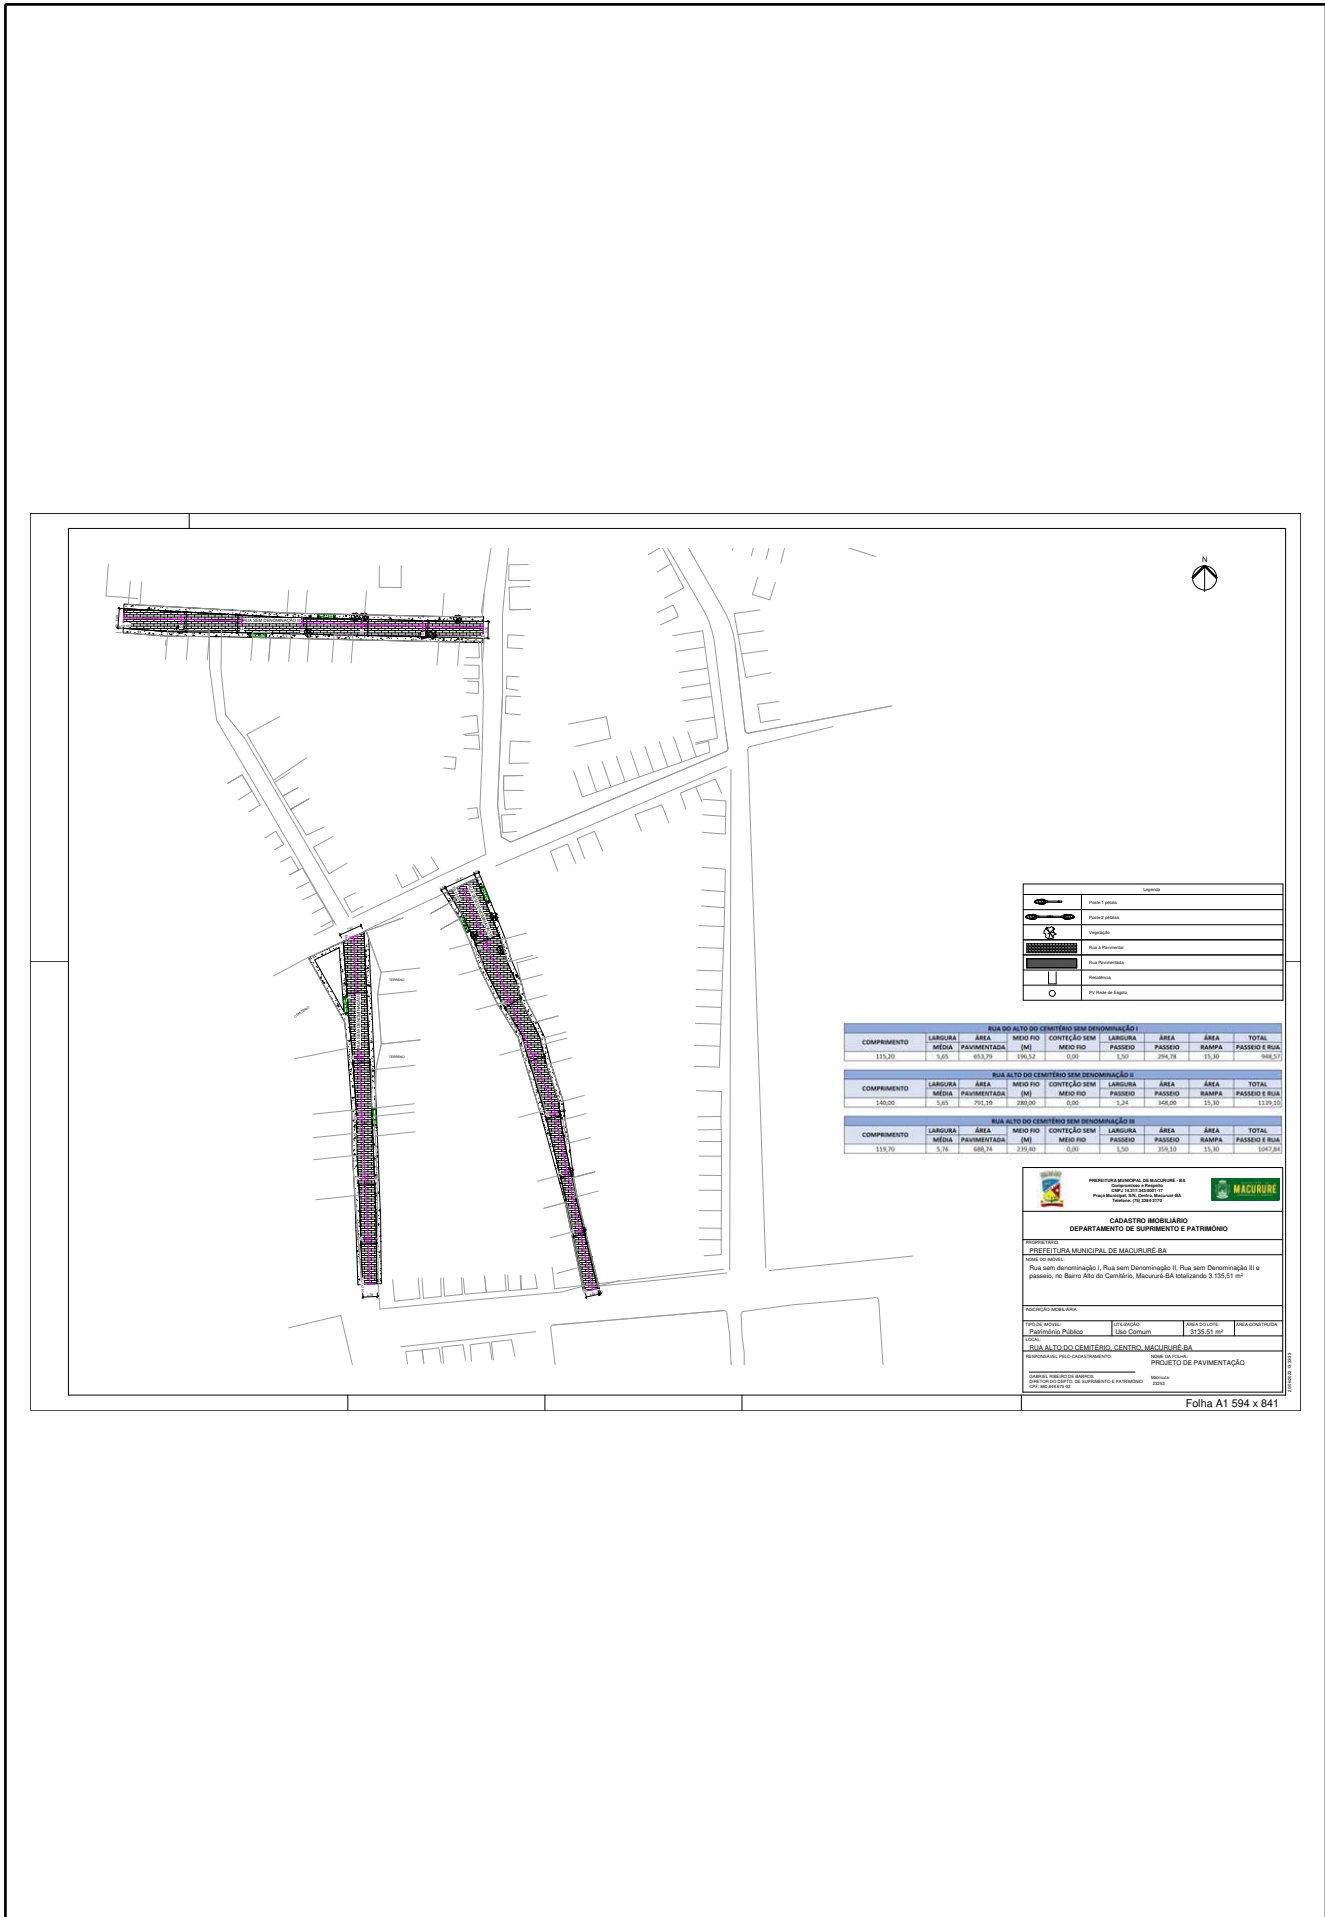 N
RUA SEM DENOMINAÇÃO
TERRENO
CEMITÉRIO
TERRENO
Legenda
Poste 1 pétala
Poste 2 pétalas
Vegetação
Rua à Pavimentar
Rua Pavimentada
Residência
PV Rede de Esgoto
RUA DO ALTO DO CEMITÉRIO SEM DENOMINAÇÃO I
COMPRIMENTO LARGURA MÉDIA ÁREA PAVIMENTADA MEIO FIO (M) CONTEÇÃO SEM MEIO FIO LARGURA PASSEIO ÁREA PASSEIO ÁREA RAMPA TOTAL PASSEIO E RUA
115,20 5,65 653,79 196,52 0,00 1,50 294,78 15,30 948,57
RUA ALTO DO CEMITÉRIO SEM DENOMINAÇÃO II
COMPRIMENTO LARGURA MÉDIA ÁREA PAVIMENTADA MEIO FIO (M) CONTEÇÃO SEM MEIO FIO LARGURA PASSEIO ÁREA PASSEIO ÁREA RAMPA TOTAL PASSEIO E RUA
140,00 5,65 791,10 280,00 0,00 1,24 348,00 15,30 1139,10
RUA ALTO DO CEMITÉRIO SEM DENOMINAÇÃO III
COMPRIMENTO LARGURA MÉDIA ÁREA PAVIMENTADA MEIO FIO (M) CONTEÇÃO SEM MEIO FIO LARGURA PASSEIO ÁREA PASSEIO ÁREA RAMPA TOTAL PASSEIO E RUA
119,70 5,76 688,74 239,40 0,00 1,50 359,10 15,30 1047,84
PREFEITURA MUNICIPAL DE MACURURÉ - BA
Compromisso e Respeito
Praça Municipal, S/N, Centro, Macururé-BA
MACURURÉ
CADASTRO IMOBILIÁRIO
DEPARTAMENTO DE SUPRIMENTO E PATRIMÔNIO
PROPRIETÁRIO:
PREFEITURA MUNICIPAL DE MACURURÉ-BA
NOME DO IMÓVEL:
Rua sem denominação I, Rua sem Denominação II, Rua sem Denominação III e
passeio, no Bairro Alto do Cemitério, Macururé-BA totalizando 3.135,51 m²
INSCRIÇÃO IMOBILIÁRIA:
TIPO DE IMÓVEL: UTILIZAÇÃO: ÁREA DO LOTE: ÁREA CONSTRUÍDA:
Patrimônio Público Uso Comum 3135.51 m²
LOCAL:
RUA ALTO DO CEMITÉRIO, CENTRO, MACURURÉ-BA
RESPONSÁVEL PELO CADASTRAMENTO: NOME DA FOLHA:
PROJETO DE PAVIMENTAÇÃO
GABRIEL RIBEIRO DE BARROS Matrícula:
DIRETOR DO DEPTO. DE SUPRIMENTO E PATRIMÔNIO
Folha A1 594 x 841